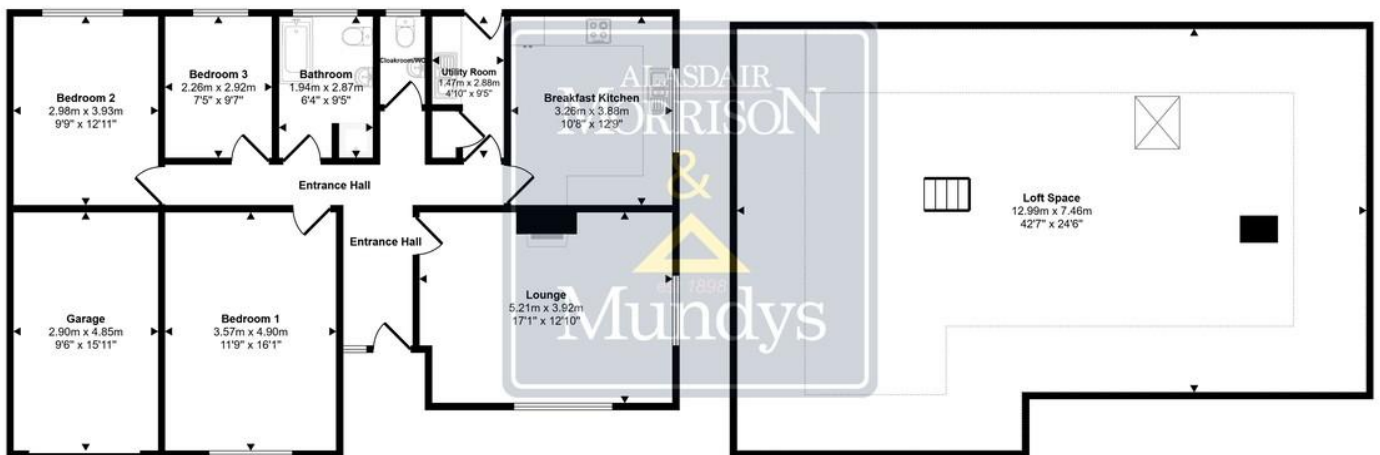 Bedroom 2
2.98m x 3.93m
9'9" x 12'11"
Bedroom 3
2.26m x 2.92m
7'5" x 9'7"
Bathroom
1.94m x 2.87m
6'4" x 9'5"
Cloakroom/WC
Utility Room
1.47m x 2.88m
4'10" x 9'5"
Breakfast Kitchen
3.26m x 3.88m
10'8" x 12'9"
Entrance Hall
Entrance Hall
Garage
2.90m x 4.85m
9'6" x 15'11"
Bedroom 1
3.57m x 4.90m
11'9" x 16'1"
Lounge
5.21m x 3.92m
17'1" x 12'10"
ALASDAIR
MORRISON
&
est 1898
Mundys
Loft Space
12.99m x 7.46m
42'7" x 24'6"